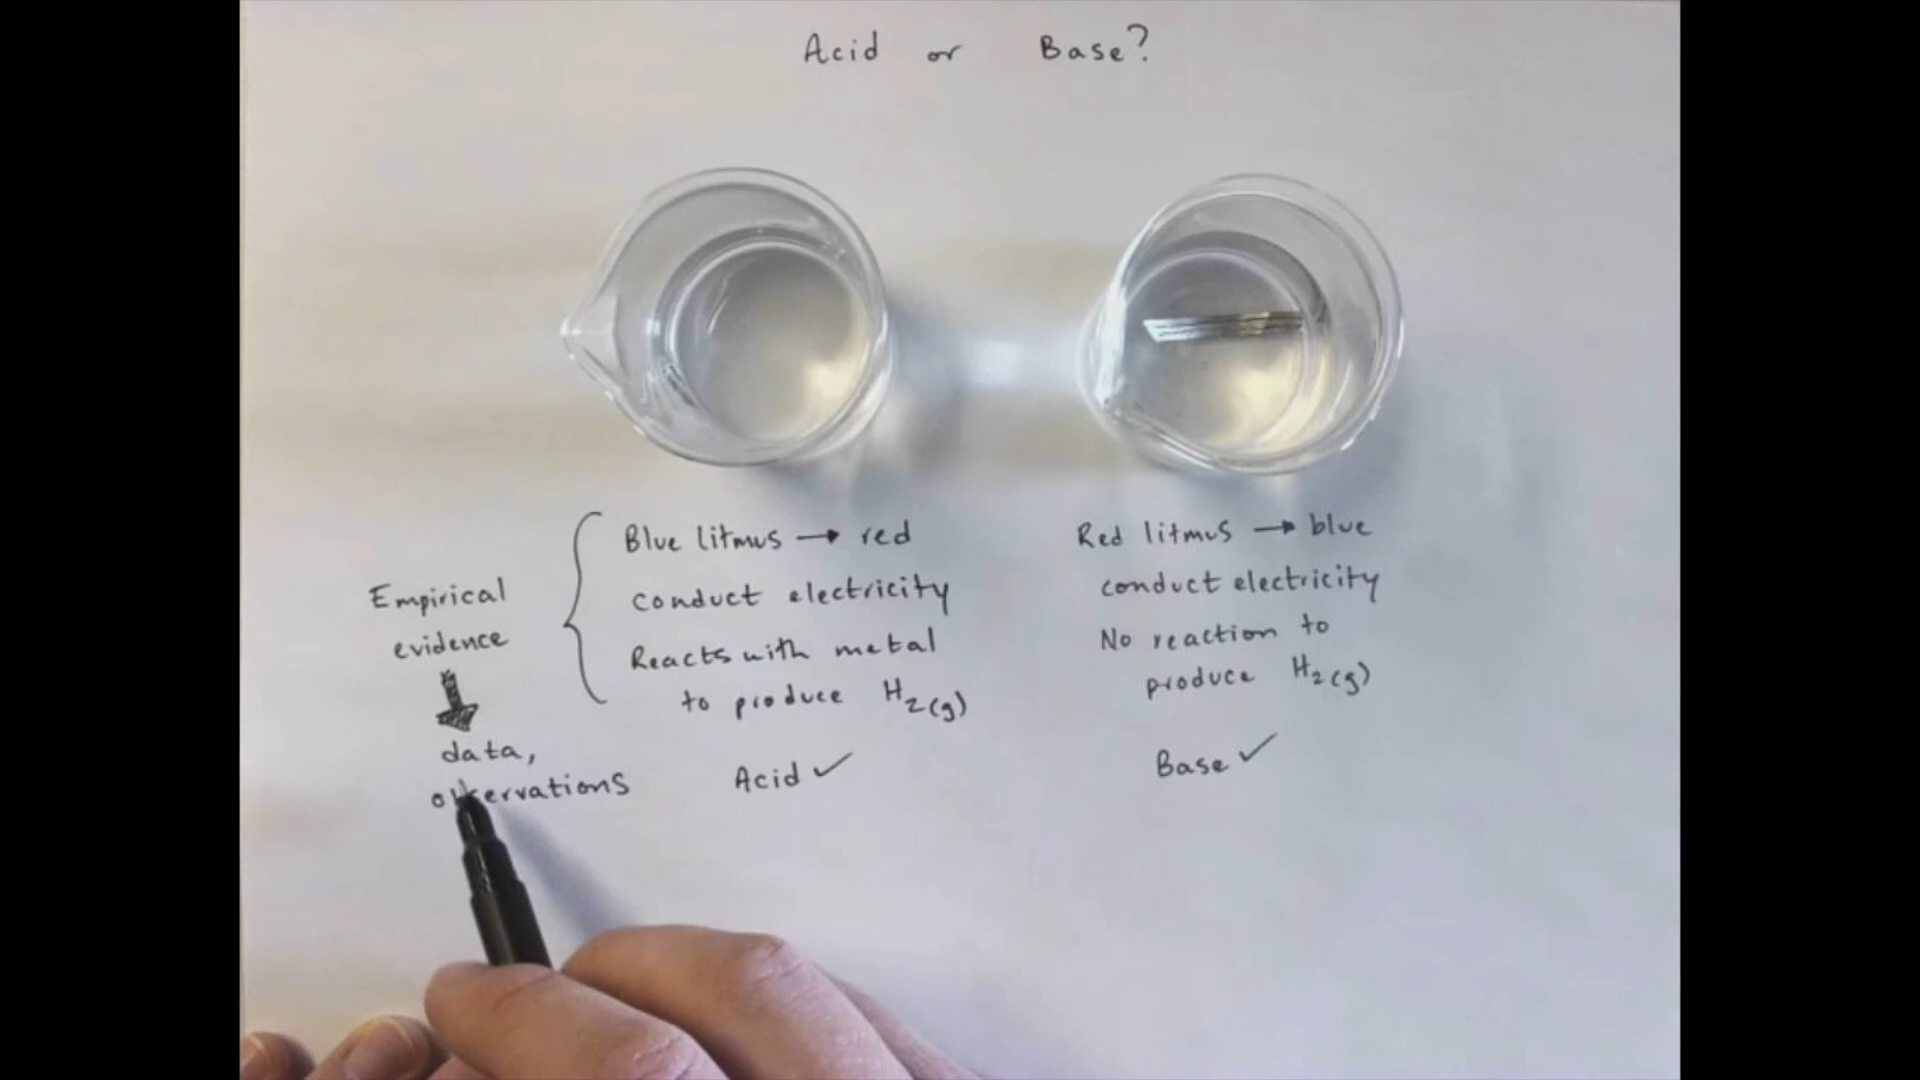 Acid or Base?
Empirical
evidence
data,
observations
Blue litmus → red
conduct electricity
Reacts with metal
to produce H2(g)
Acid ✓
Red litmus → blue
conduct electricity
No reaction to
produce H2(g)
Base ✓